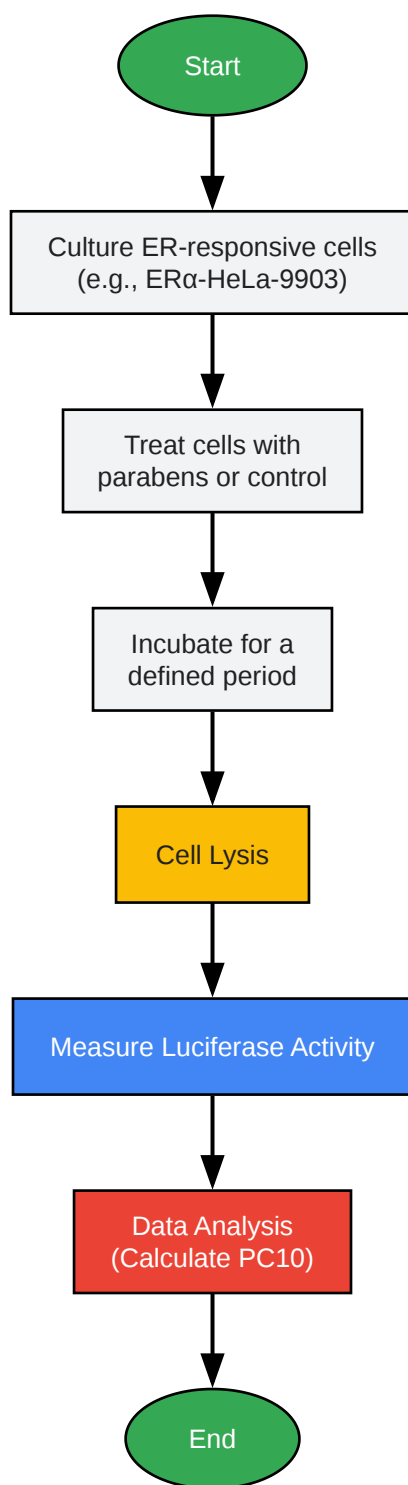 Start
Culture ER-responsive cells
(e.g., ERα-HeLa-9903)
Treat cells with
parabens or control
Incubate for a
defined period
Cell Lysis
Measure Luciferase Activity
Data Analysis
(Calculate PC10)
End